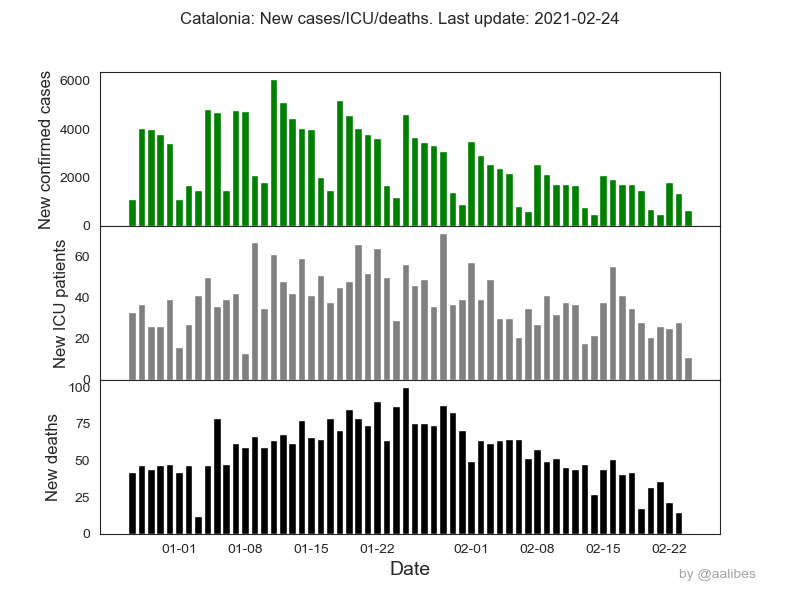 Catalonia: New cases/ICU/deaths. Last update: 2021-02-24
New confirmed cases
6000
4000
2000
0
New ICU patients
60
40
20
0
New deaths
100
75
50
25
0
01-01 01-08 01-15 01-22 02-01 02-08 02-15 02-22
Date
by @aalibes